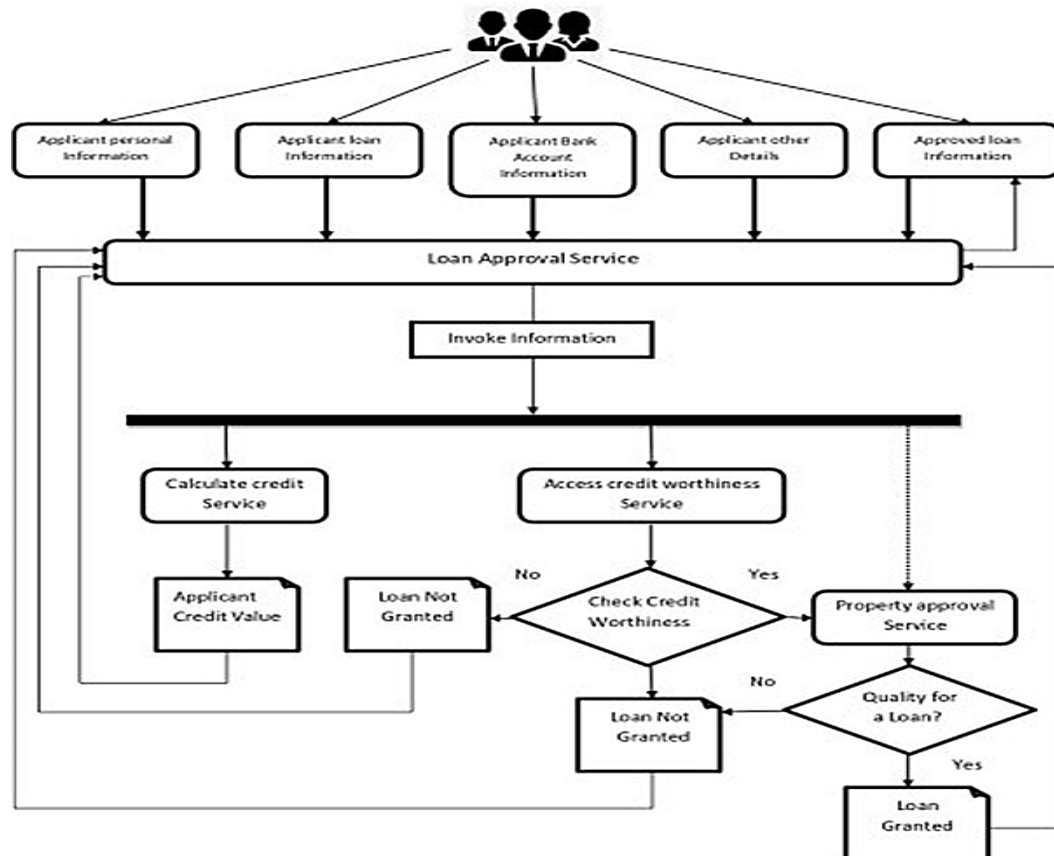 Applicant personal
Information
Applicant loan
Information
Applicant Bank
Account
Information
Applicant other
Details
Approved loan
Information
Loan Approval Service
Invoke Information
Calculate credit
Service
Access credit worthiness
Service
Applicant
Credit Value
Loan Not
Granted
No
Check Credit
Worthiness
Yes
Property approval
Service
Loan Not
Granted
No
Quality for
a Loan?
Yes
Loan
Granted